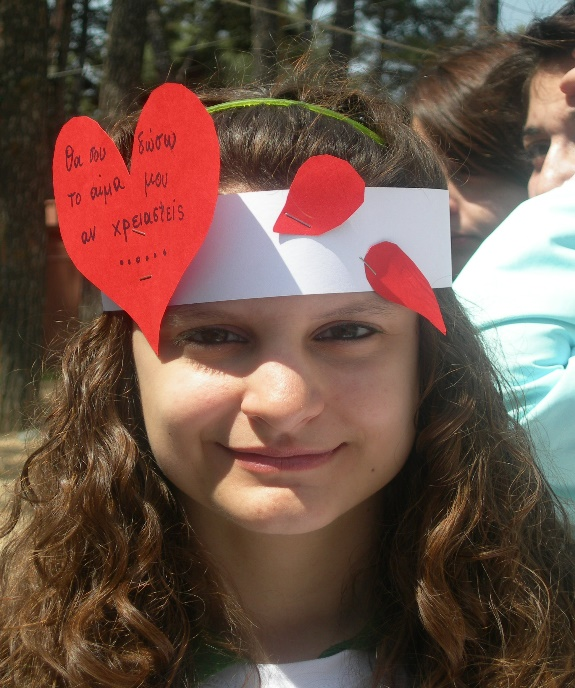 Θα σου δώσω
το αίμα μου
αν χρειαστείς
......